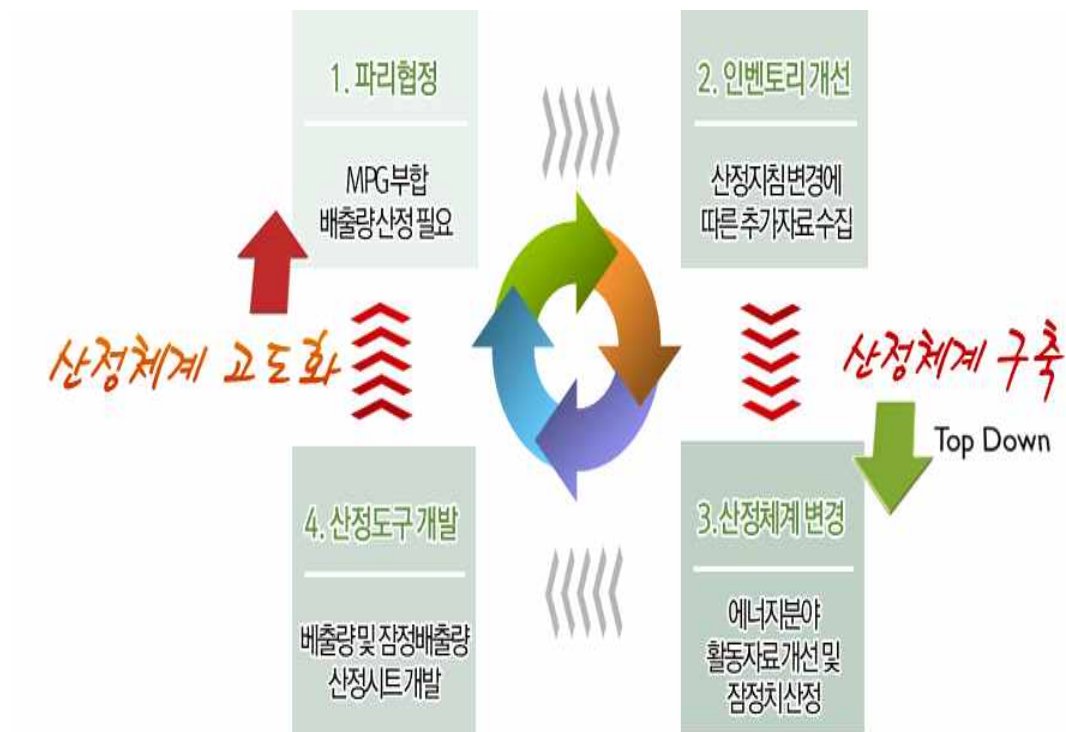 1. 파리협정
MPG 부합
배출량 산정 필요
2. 인벤토리 개선
산정지침 변경에
따른 추가자료 수집
산정체계 고도화
산정체계 구축
Top Down
4. 산정도구 개발
베출량 및 잠정배출량
산정시트 개발
3. 산정체계 변경
에너지분야
활동자료 개선 및
잠정치 산정